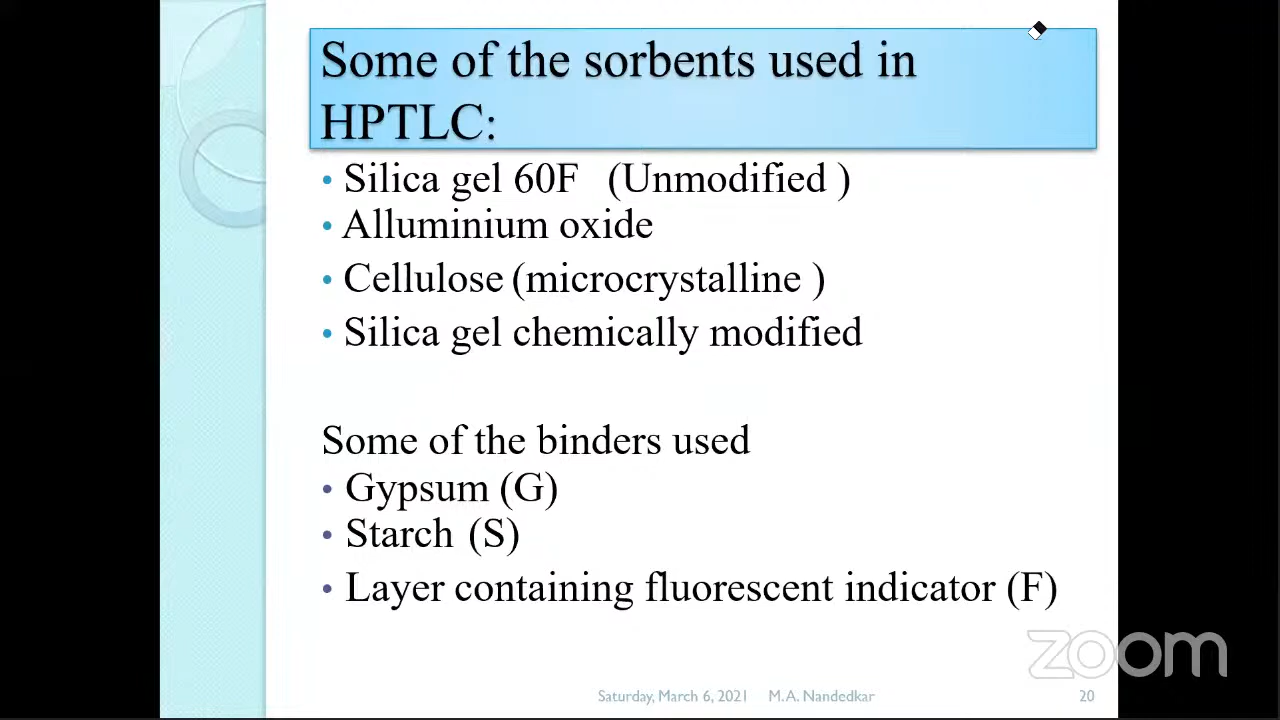 Some of the sorbents used in
HPTLC:
• Silica gel 60F (Unmodified )
• Alluminium oxide
• Cellulose (microcrystalline )
• Silica gel chemically modified
Some of the binders used
• Gypsum (G)
• Starch (S)
• Layer containing fluorescent indicator (F)
zoom
Saturday, March 6, 2021 M.A. Nandedkar 20